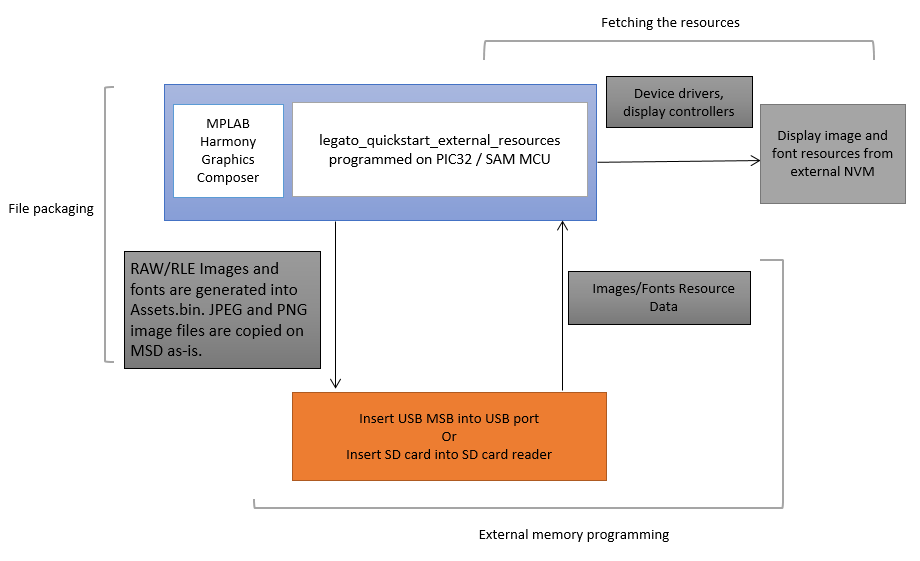 Fetching the resources
Device drivers,
display controllers
MPLAB
Harmony
Graphics
Composer
legato_quickstart_external_resources
programmed on PIC32 / SAM MCU
Display image and
font resources from
external NVM
File packaging
RAW/RLE Images and
fonts are generated into
Assets.bin. JPEG and PNG
image files are copied on
MSD as-is.
Images/Fonts Resource
Data
Insert USB MSB into USB port
Or
Insert SD card into SD card reader
External memory programming